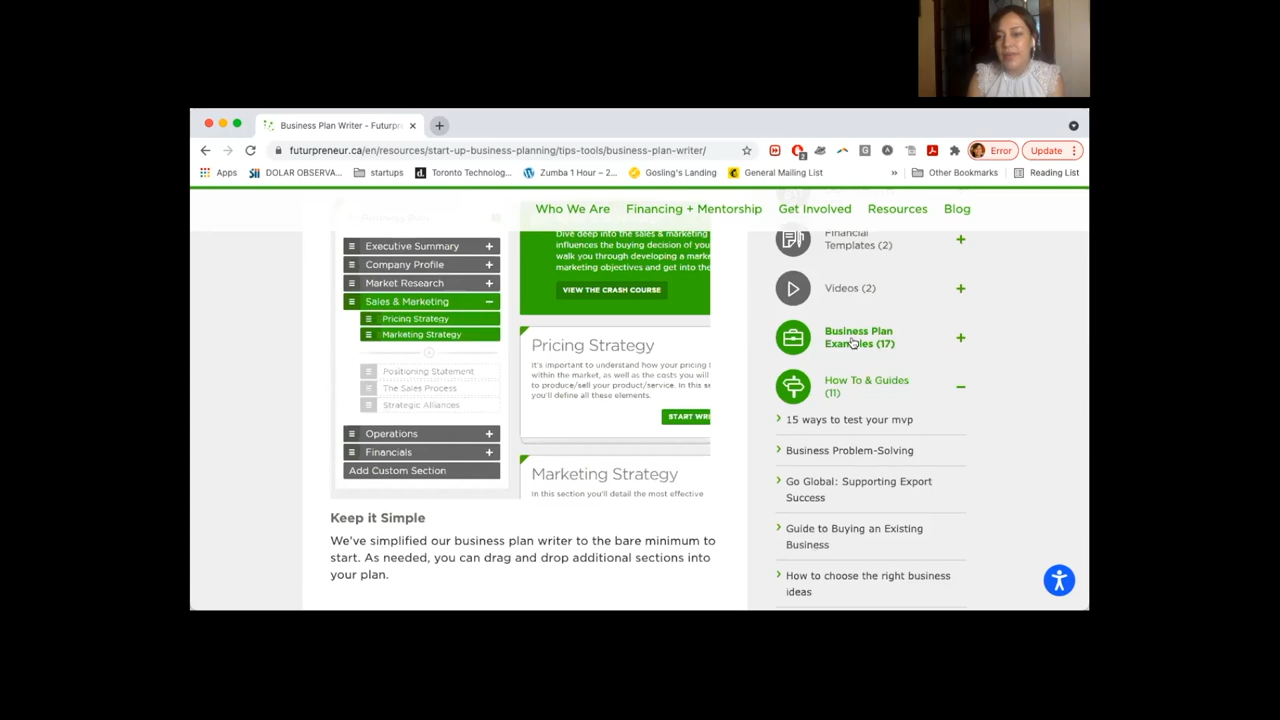 Business Plan Writer - Futurpr
futurpreneur.ca/en/resources/start-up-business-planning/tips-tools/business-plan-writer/
Error
Update
Apps
DOLAR OBSERVA...
startups
Toronto Technolog...
Zumba 1 Hour – 2...
Gosling's Landing
General Mailing List
»
Other Bookmarks
Reading List
Who We Are
Financing + Mentorship
Get Involved
Resources
Blog
Executive Summary
Company Profile
Market Research
Sales & Marketing
Pricing Strategy
Marketing Strategy
Positioning Statement
The Sales Process
Strategic Alliances
Operations
Financials
Add Custom Section
Dive deep into the sales & marketing
influences the buying decision of you
walk you through developing a marke
marketing objectives and get into the
VIEW THE CRASH COURSE
Pricing Strategy
It's important to understand how your pricing
within the market, as well as the costs you will
to produce/sell your product/service. In this se
you'll define all these elements.
START WRI
Marketing Strategy
In this section you'll detail the most effective
Keep it Simple
We've simplified our business plan writer to the bare minimum to
start. As needed, you can drag and drop additional sections into
your plan.
Financial
Templates (2)
Videos (2)
Business Plan
Examples (17)
How To & Guides
(11)
15 ways to test your mvp
Business Problem-Solving
Go Global: Supporting Export
Success
Guide to Buying an Existing
Business
How to choose the right business
ideas